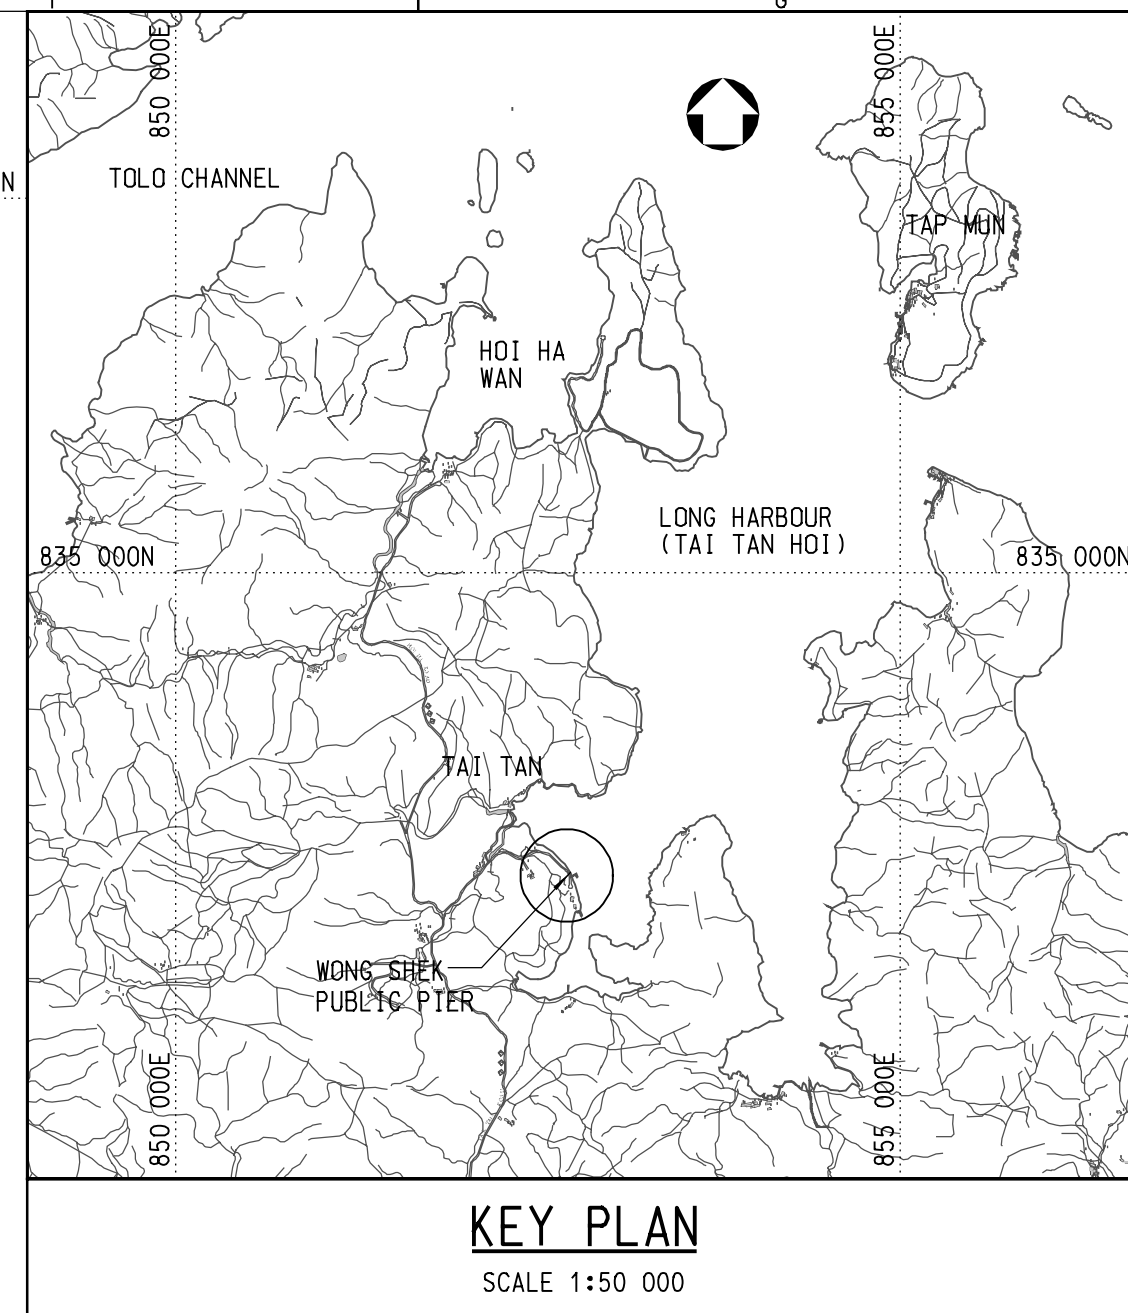 G
850 000E
855 000E
N
TOLO CHANNEL
TAP MUN
HOI HA
WAN
LONG HARBOUR
(TAI TAN HOI)
835 000N
835 000N
TAI TAN
WONG SHEK
PUBLIC PIER
850 000E
855 000E
KEY PLAN
SCALE 1:50 000